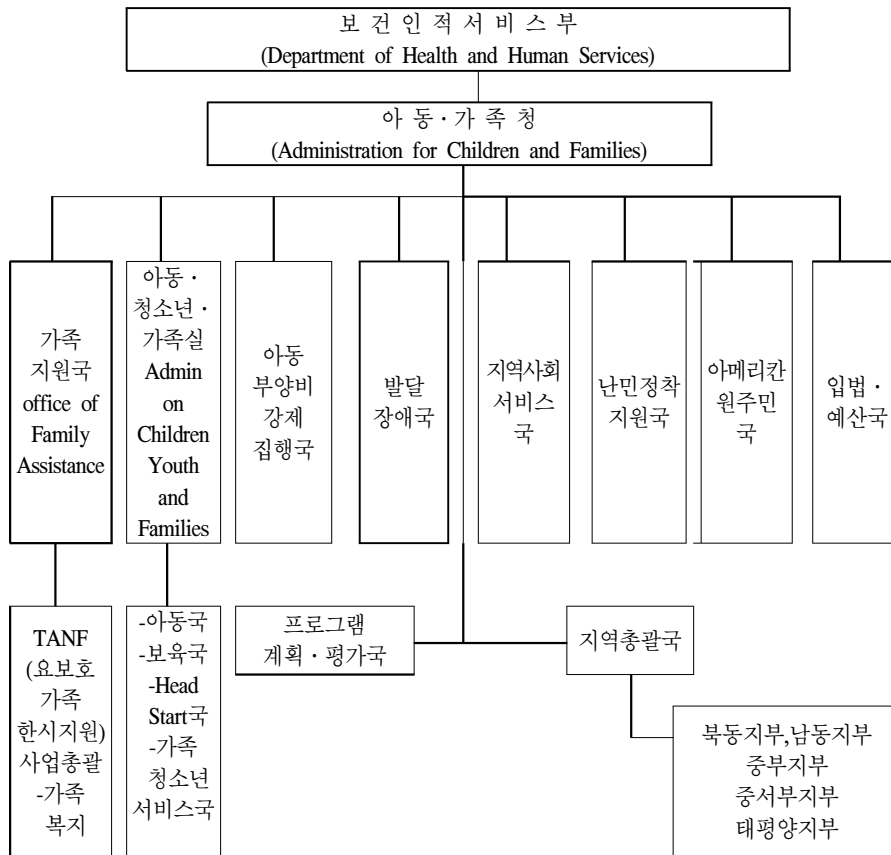 보 건 인 적 서 비 스 부
(Department of Health and Human Services)
아 동 · 가 족 청
(Administration for Children and Families)
가족
지원국
office of
Family
Assistance
아동 ·
청소년 ·
가족실
Admin
on
Children
Youth
and
Families
아동
부양비
강제
집행국
발달
장애국
지역사회
서비스
국
난민정착
지원국
아메리칸
원주민
국
입법 ·
예산국
TANF
(요보호
가족
한시지원)
사업총괄
-가족
복지
-아동국
-보육국
-Head
Start국
-가족
청소년
서비스국
프로그램
계획 · 평가국
지역총괄국
북동지부,남동지부
중부지부
중서부지부
태평양지부